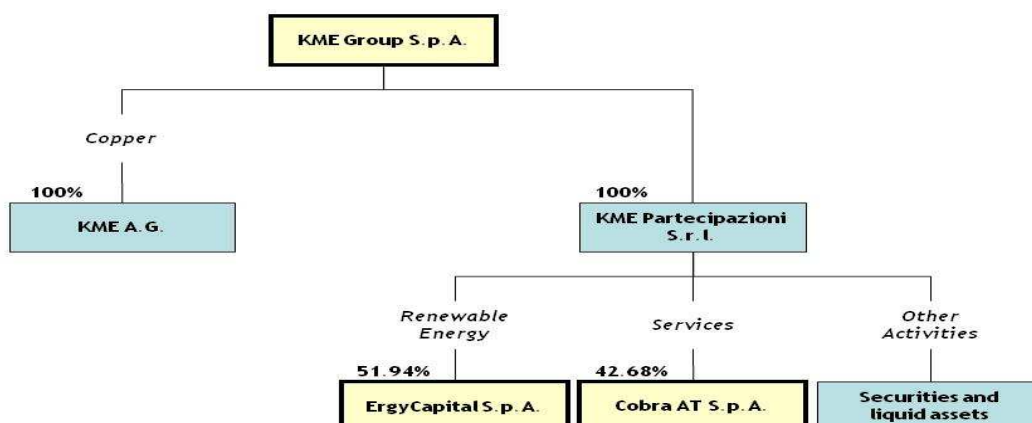 KME Group S.p.A.
Copper
100%
100%
KME A.G.
KME Partecipazioni
S.r.l.
Renewable
Energy
Services
Other
Activities
51.94%
42.68%
ErgyCapital S.p.A.
Cobra AT S.p.A.
Securities and
liquid assets